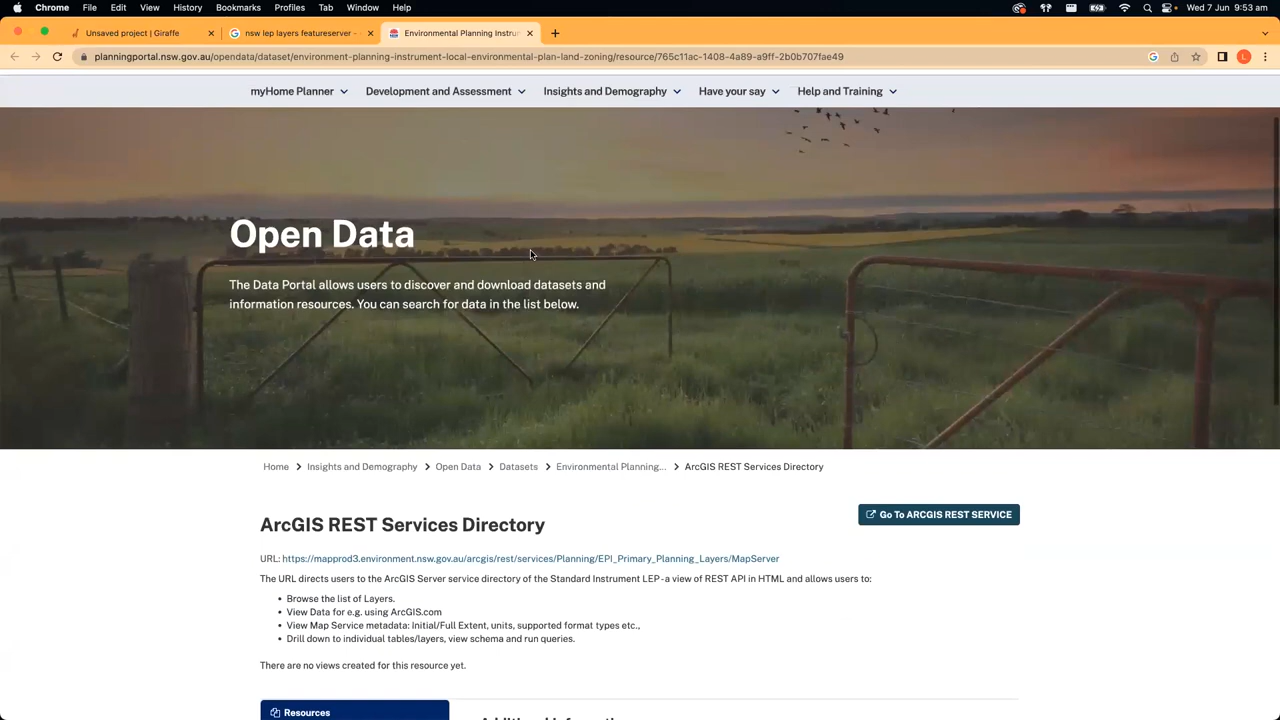 Chrome File Edit View History Bookmarks Profiles Tab Window Help Wed 7 Jun 9:53 am
Unsaved project | Giraffe
nsw lep layers featureserver -
Environmental Planning Instrum
planningportal.nsw.gov.au/opendata/dataset/environment-planning-instrument-local-environmental-plan-land-zoning/resource/765c11ac-1408-4a89-a9ff-2b0b707fae49
myHome Planner Development and Assessment Insights and Demography Have your say Help and Training
Open Data
The Data Portal allows users to discover and download datasets and
information resources. You can search for data in the list below.
Home > Insights and Demography > Open Data > Datasets > Environmental Planning... > ArcGIS REST Services Directory
ArcGIS REST Services Directory
Go To ARCGIS REST SERVICE
URL: https://mapprod3.environment.nsw.gov.au/arcgis/rest/services/Planning/EPI_Primary_Planning_Layers/MapServer
The URL directs users to the ArcGIS Server service directory of the Standard Instrument LEP - a view of REST API in HTML and allows users to:
• Browse the list of Layers.
• View Data for e.g. using ArcGIS.com
• View Map Service metadata: Initial/Full Extent, units, supported format types etc.,
• Drill down to individual tables/layers, view schema and run queries.
There are no views created for this resource yet.
Resources